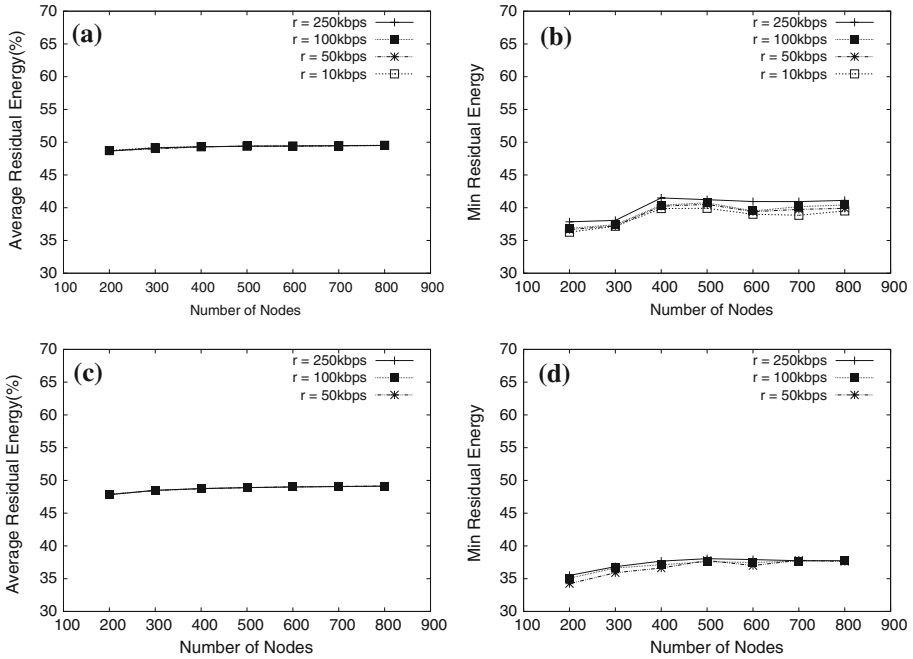 (a)
r = 250kbps
r = 100kbps
r = 50kbps
r = 10kbps
Average Residual Energy(%)
70
65
60
55
50
45
40
35
30
100 200 300 400 500 600 700 800 900
Number of Nodes
(b)
r = 250kbps
r = 100kbps
r = 50kbps
r = 10kbps
Min Residual Energy
70
65
60
55
50
45
40
35
30
100 200 300 400 500 600 700 800 900
Number of Nodes
(c)
r = 250kbps
r = 100kbps
r = 50kbps
Average Residual Energy(%)
70
65
60
55
50
45
40
35
30
100 200 300 400 500 600 700 800 900
Number of Nodes
(d)
r = 250kbps
r = 100kbps
r = 50kbps
Min Residual Energy
70
65
60
55
50
45
40
35
30
100 200 300 400 500 600 700 800 900
Number of Nodes